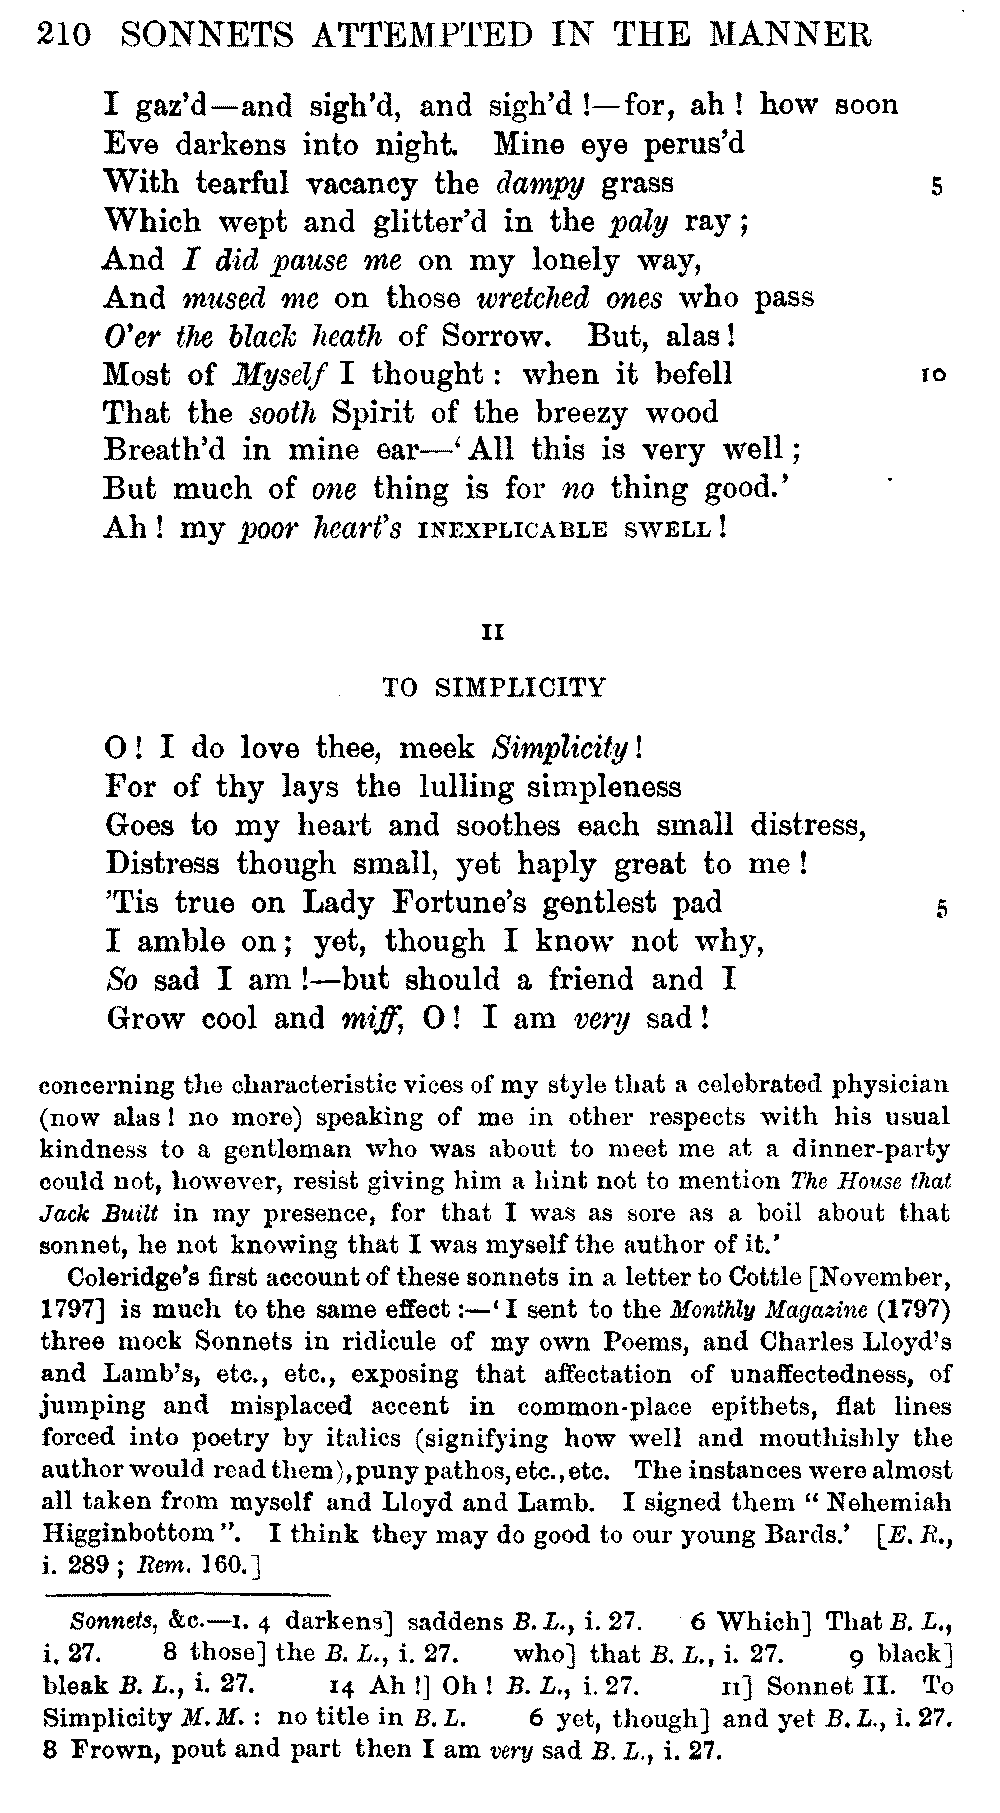 210 SONNETS ATTEMPTED IN THE MANNER
I gaz'd—and sigh'd, and sigh'd !—for, ah ! how soon
Eve darkens into night. Mine eye perus'd
With tearful vacancy the dampy grass 5
Which wept and glitter'd in the paly ray ;
And I did pause me on my lonely way,
And mused me on those wretched ones who pass
O'er the black heath of Sorrow. But, alas !
Most of Myself I thought : when it befell 10
That the sooth Spirit of the breezy wood
Breath'd in mine ear—' All this is very well ;
But much of one thing is for no thing good.'
Ah ! my poor heart's INEXPLICABLE SWELL !
II
TO SIMPLICITY
O ! I do love thee, meek Simplicity !
For of thy lays the lulling simpleness
Goes to my heart and soothes each small distress,
Distress though small, yet haply great to me !
'Tis true on Lady Fortune's gentlest pad 5
I amble on ; yet, though I know not why,
So sad I am !—but should a friend and I
Grow cool and miff, O ! I am very sad !
concerning the characteristic vices of my style that a celebrated physician
(now alas ! no more) speaking of me in other respects with his usual
kindness to a gentleman who was about to meet me at a dinner-party
could not, however, resist giving him a hint not to mention The House that
Jack Built in my presence, for that I was as sore as a boil about that
sonnet, he not knowing that I was myself the author of it.'
Coleridge's first account of these sonnets in a letter to Cottle [November,
1797] is much to the same effect :—' I sent to the Monthly Magazine (1797)
three mock Sonnets in ridicule of my own Poems, and Charles Lloyd's
and Lamb's, etc., etc., exposing that affectation of unaffectedness, of
jumping and misplaced accent in common-place epithets, flat lines
forced into poetry by italics (signifying how well and mouthishly the
author would read them), puny pathos, etc., etc. The instances were almost
all taken from myself and Lloyd and Lamb. I signed them " Nehemiah
Higginbottom ". I think they may do good to our young Bards.' [E. R.,
i. 289 ; Rem. 160.]
Sonnets, &c.—I. 4 darkens] saddens B. L., i. 27. 6 Which] That B. L.,
i. 27. 8 those] the B. L., i. 27. who] that B. L., i. 27. 9 black]
bleak B. L., i. 27. 14 Ah !] Oh ! B. L., i. 27. II] Sonnet II. To
Simplicity M. M. : no title in B. L. 6 yet, though] and yet B. L., i. 27.
8 Frown, pout and part then I am very sad B. L., i. 27.